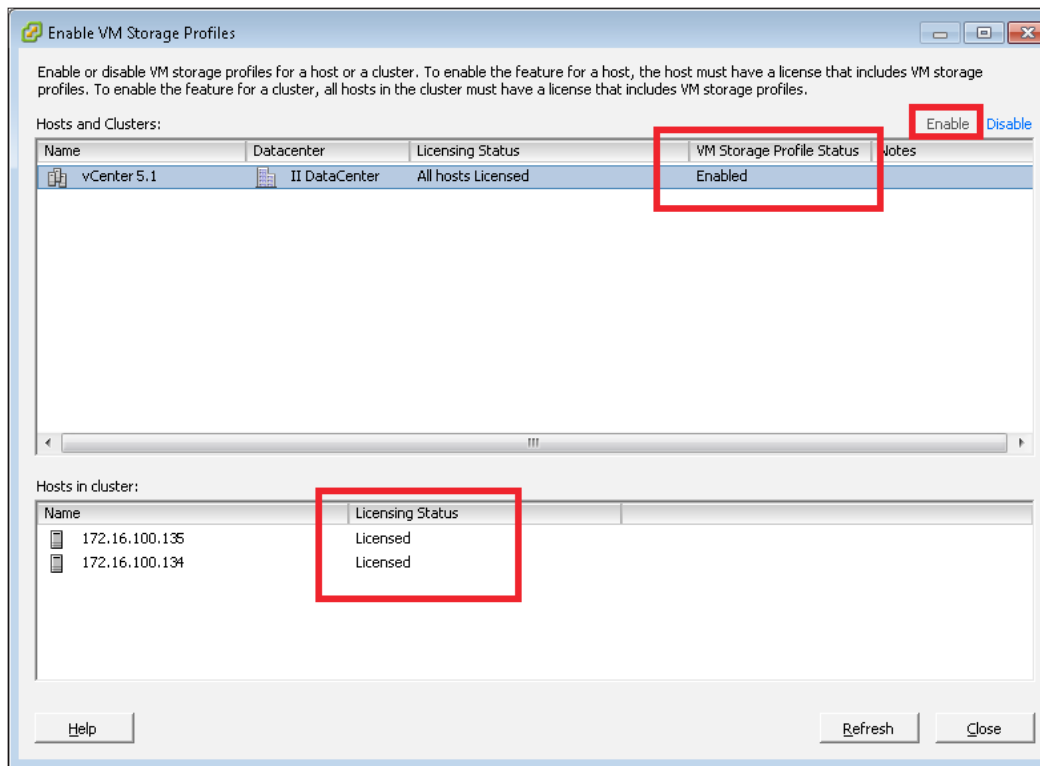 Enable VM Storage Profiles
Enable or disable VM storage profiles for a host or a cluster. To enable the feature for a host, the host must have a license that includes VM storage
profiles. To enable the feature for a cluster, all hosts in the cluster must have a license that includes VM storage profiles.
Hosts and Clusters: Enable Disable
Name Datacenter Licensing Status VM Storage Profile Status Notes
vCenter 5.1 II DataCenter All hosts Licensed Enabled
Hosts in cluster:
Name Licensing Status
172.16.100.135 Licensed
172.16.100.134 Licensed
Help Refresh Close